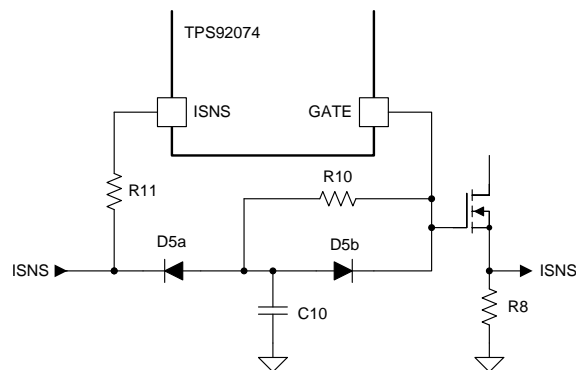 TPS92074
ISNS
GATE
R11
R10
D5a
D5b
ISNS
ISNS
C10
R8